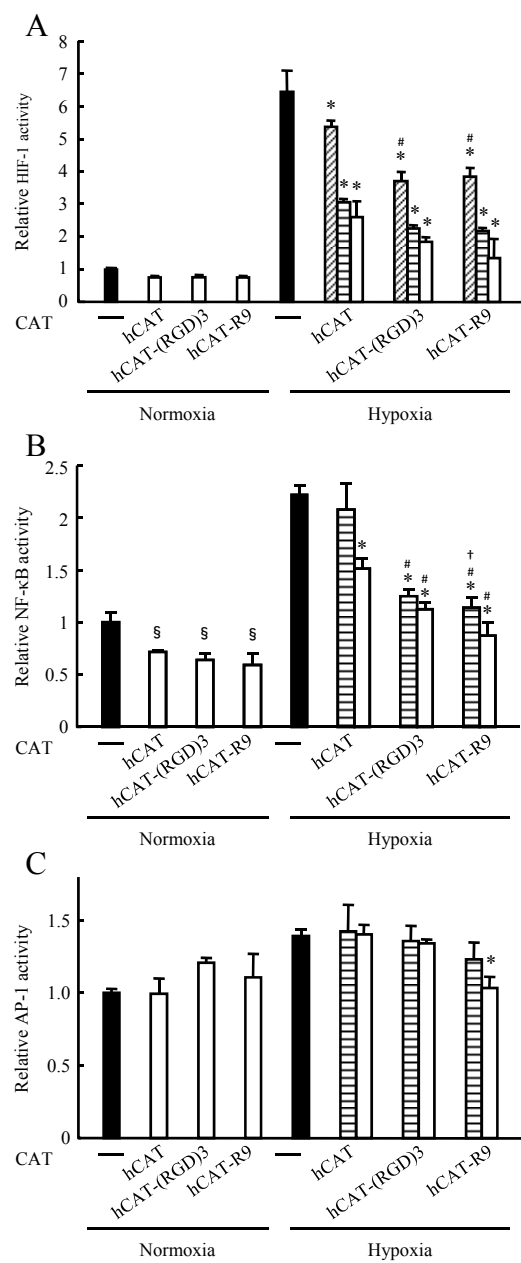 A
Relative HIF-1 activity
8
7
6
5
4
3
2
1
0
*
* *
#
*
* *
#
*
* *
CAT
—
hCAT
hCAT-(RGD)3
hCAT-R9
—
hCAT
hCAT-(RGD)3
hCAT-R9
Normoxia
Hypoxia
B
Relative NF-κB activity
2.5
2
1.5
1
0.5
0
§
§
§
*
#
*
#
*
†
#
*
#
*
CAT
—
hCAT
hCAT-(RGD)3
hCAT-R9
—
hCAT
hCAT-(RGD)3
hCAT-R9
Normoxia
Hypoxia
C
Relative AP-1 activity
1.5
1.0
0.5
0
*
CAT
—
hCAT
hCAT-(RGD)3
hCAT-R9
—
hCAT
hCAT-(RGD)3
hCAT-R9
Normoxia
Hypoxia